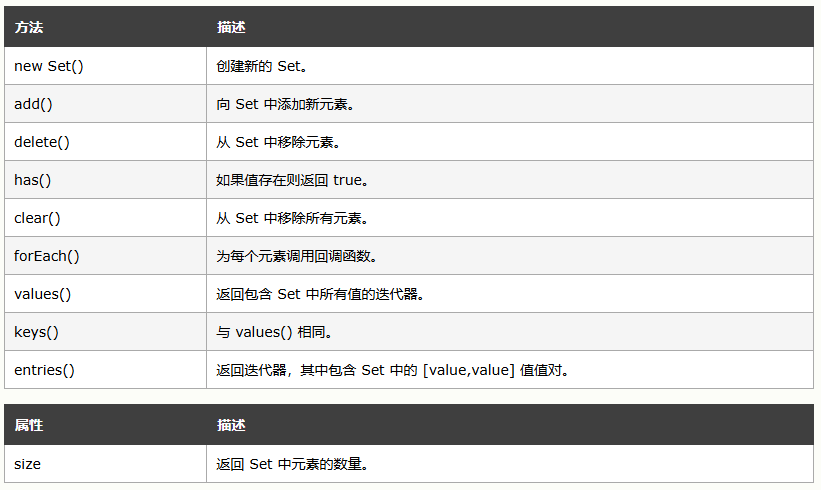 方法 描述
new Set() 创建新的 Set。
add() 向 Set 中添加新元素。
delete() 从 Set 中移除元素。
has() 如果值存在则返回 true。
clear() 从 Set 中移除所有元素。
forEach() 为每个元素调用回调函数。
values() 返回包含 Set 中所有值的迭代器。
keys() 与 values() 相同。
entries() 返回迭代器，其中包含 Set 中的 [value,value] 值值对。
属性 描述
size 返回 Set 中元素的数量。